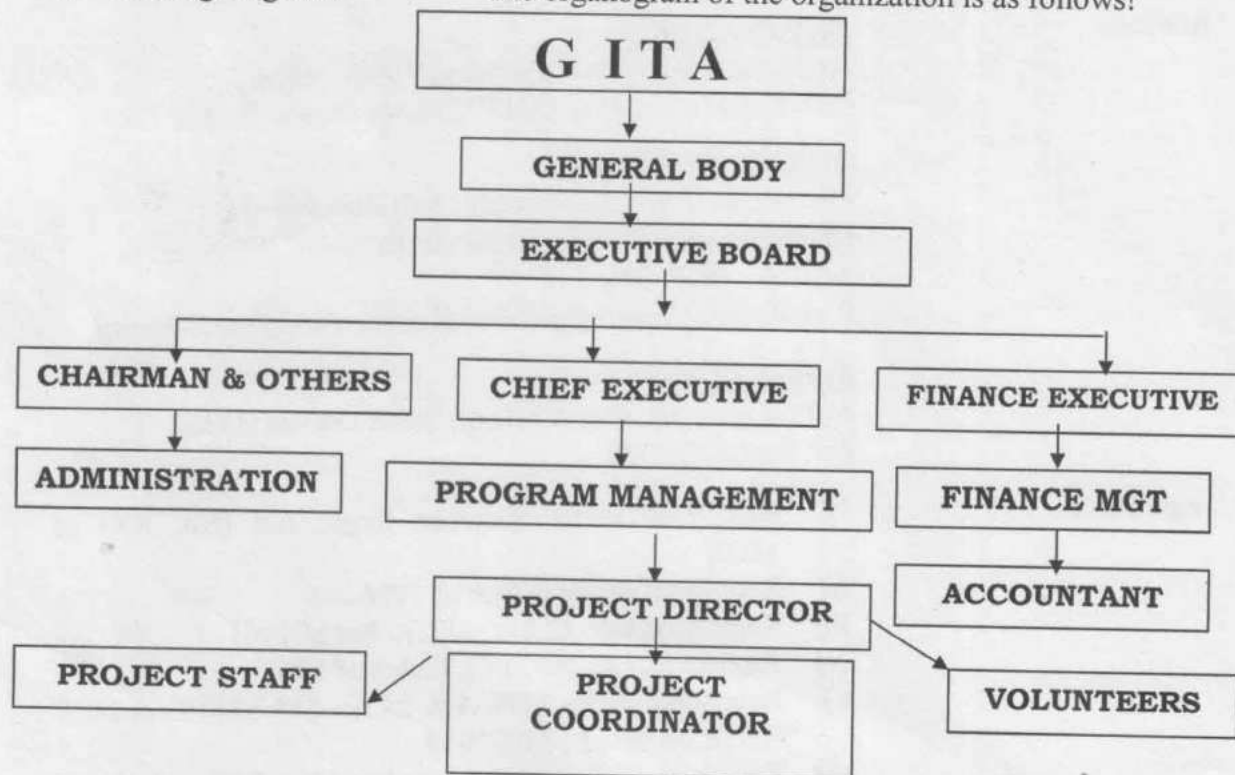 organogram of the organization is as follows:
G I T A
GENERAL BODY
EXECUTIVE BOARD
CHAIRMAN & OTHERS
CHIEF EXECUTIVE
FINANCE EXECUTIVE
ADMINISTRATION
PROGRAM MANAGEMENT
FINANCE MGT
PROJECT DIRECTOR
ACCOUNTANT
PROJECT STAFF
PROJECT
COORDINATOR
VOLUNTEERS